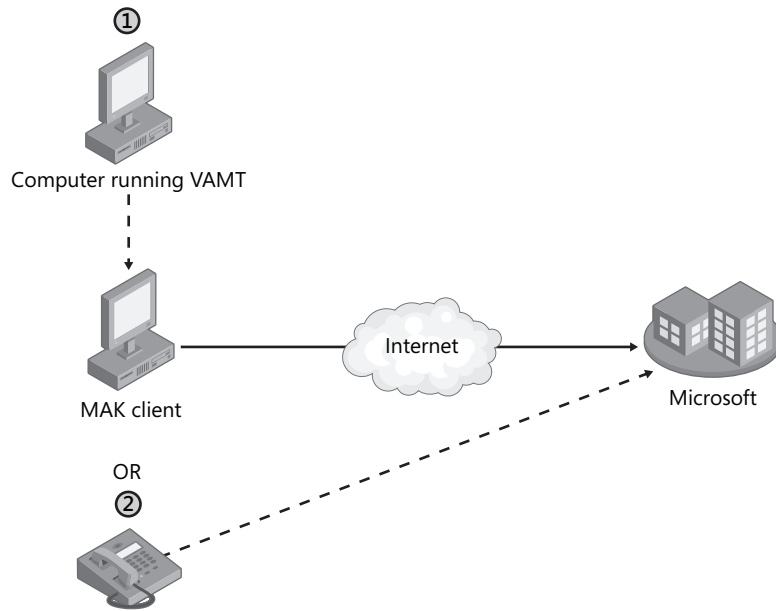 1
Computer running VAMT
Internet
MAK client
Microsoft
OR
2